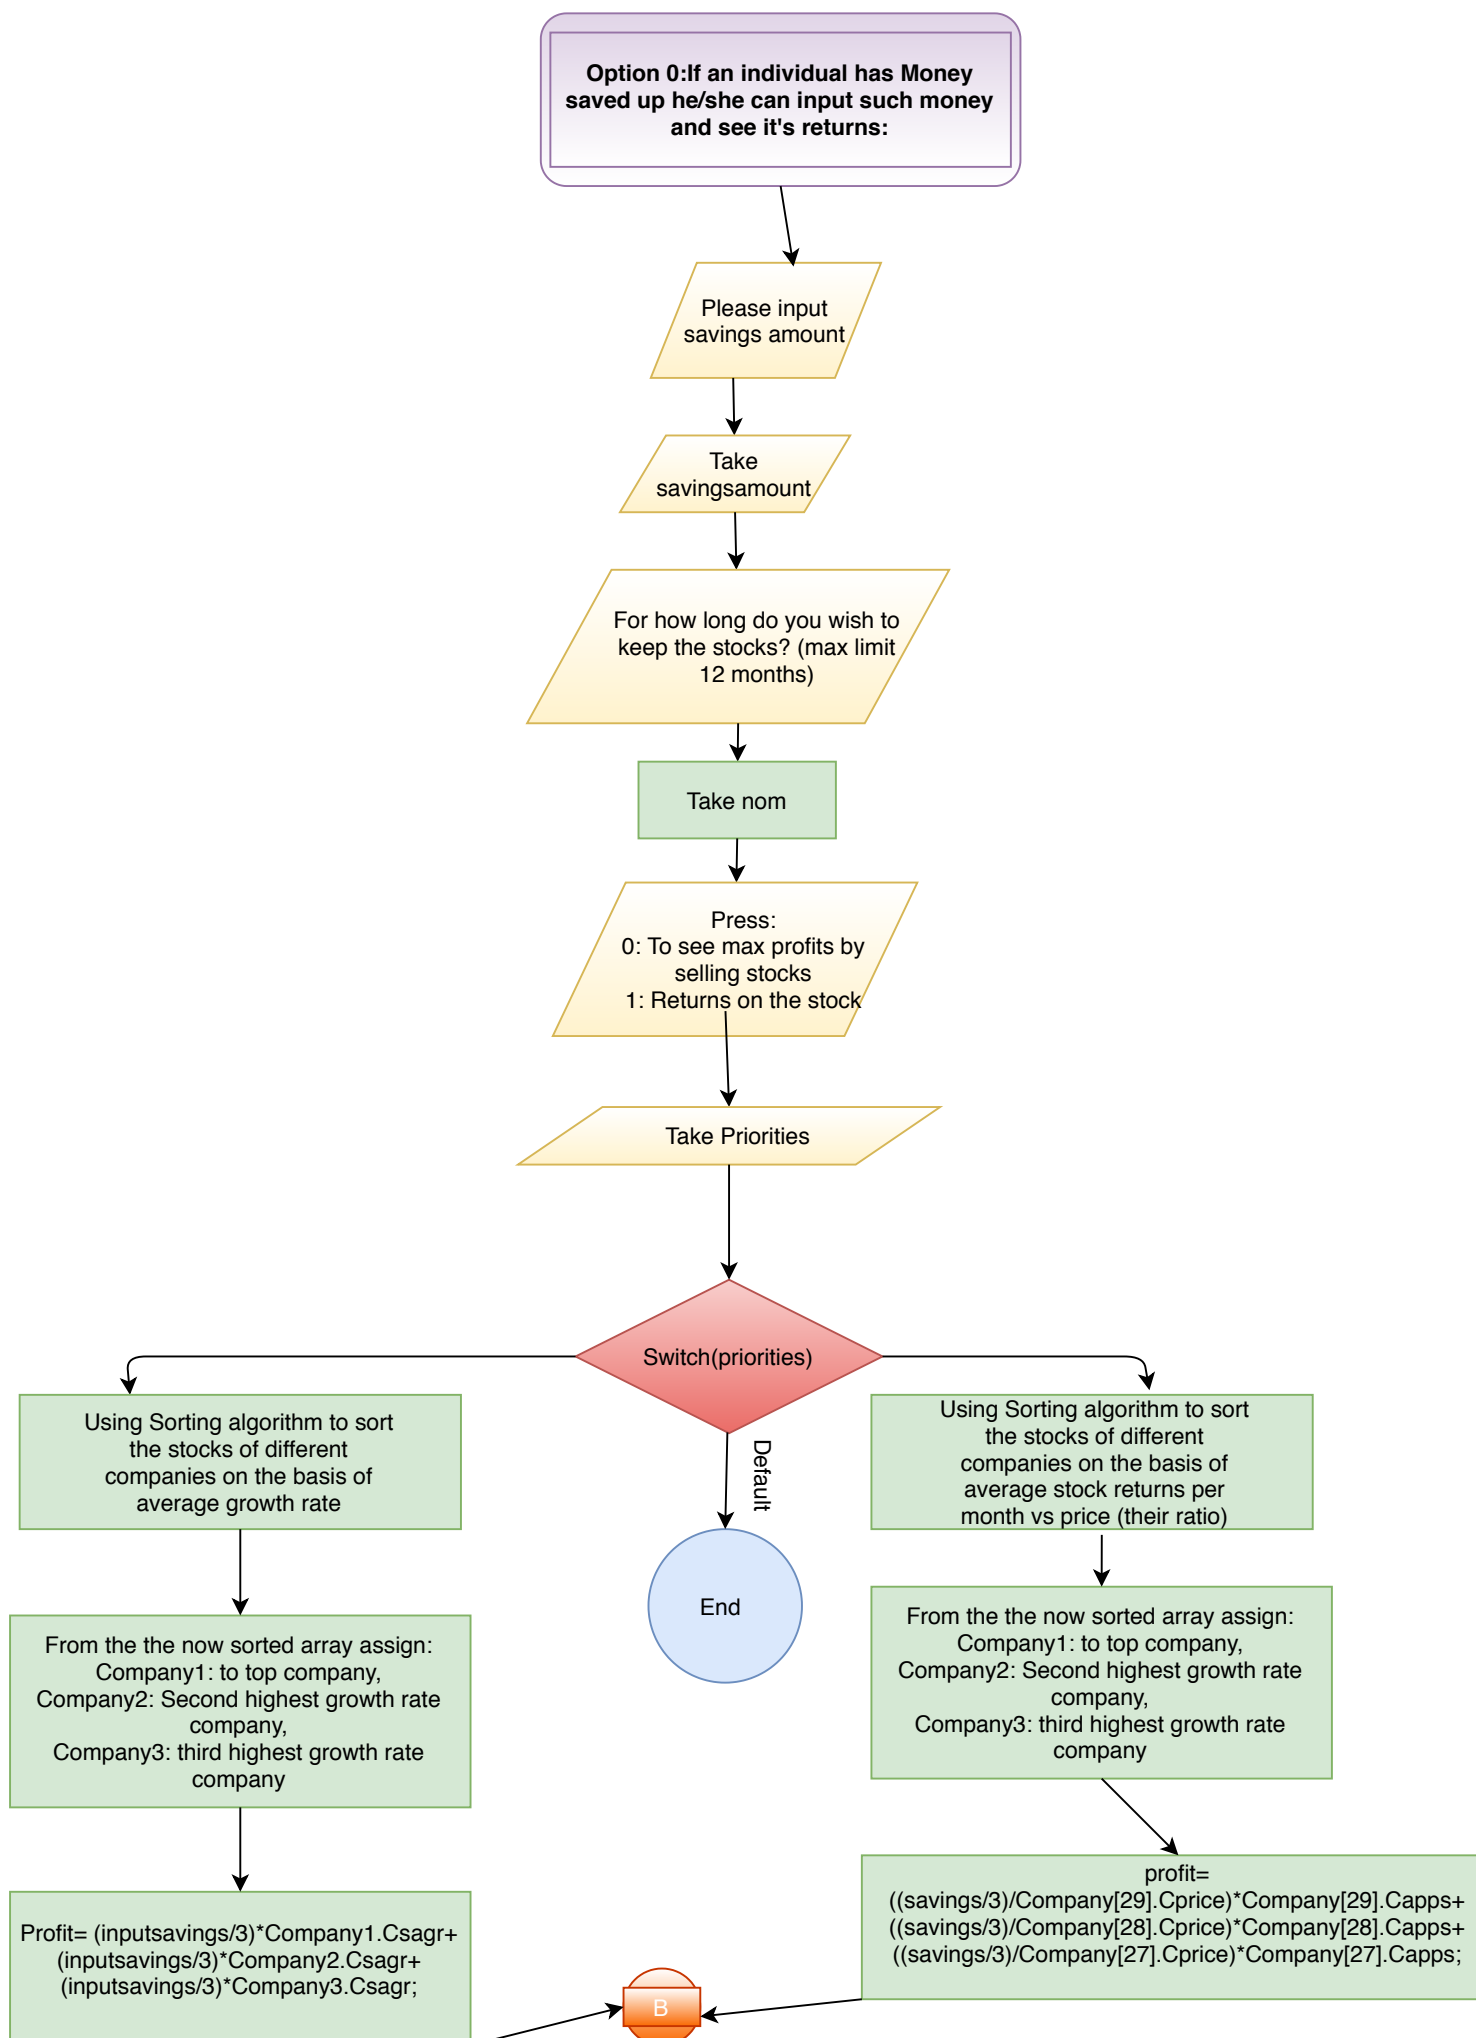 Option 0:If an individual has Money
saved up he/she can input such money
and see it's returns:
Please input
savings amount
Take
savingsamount
For how long do you wish to
keep the stocks? (max limit
12 months)
Take nom
Press:
0: To see max profits by
selling stocks
1: Returns on the stock
Take Priorities
Switch(priorities)
Default
End
Using Sorting algorithm to sort
the stocks of different
companies on the basis of
average growth rate
From the the now sorted array assign:
Company1: to top company,
Company2: Second highest growth rate
company,
Company3: third highest growth rate
company
Profit= (inputsavings/3)*Company1.Csagr+
(inputsavings/3)*Company2.Csagr+
(inputsavings/3)*Company3.Csagr;
Using Sorting algorithm to sort
the stocks of different
companies on the basis of
average stock returns per
month vs price (their ratio)
From the the now sorted array assign:
Company1: to top company,
Company2: Second highest growth rate
company,
Company3: third highest growth rate
company
profit=
((savings/3)/Company[29].Cprice)*Company[29].Capps+
((savings/3)/Company[28].Cprice)*Company[28].Capps+
((savings/3)/Company[27].Cprice)*Company[27].Capps;
B